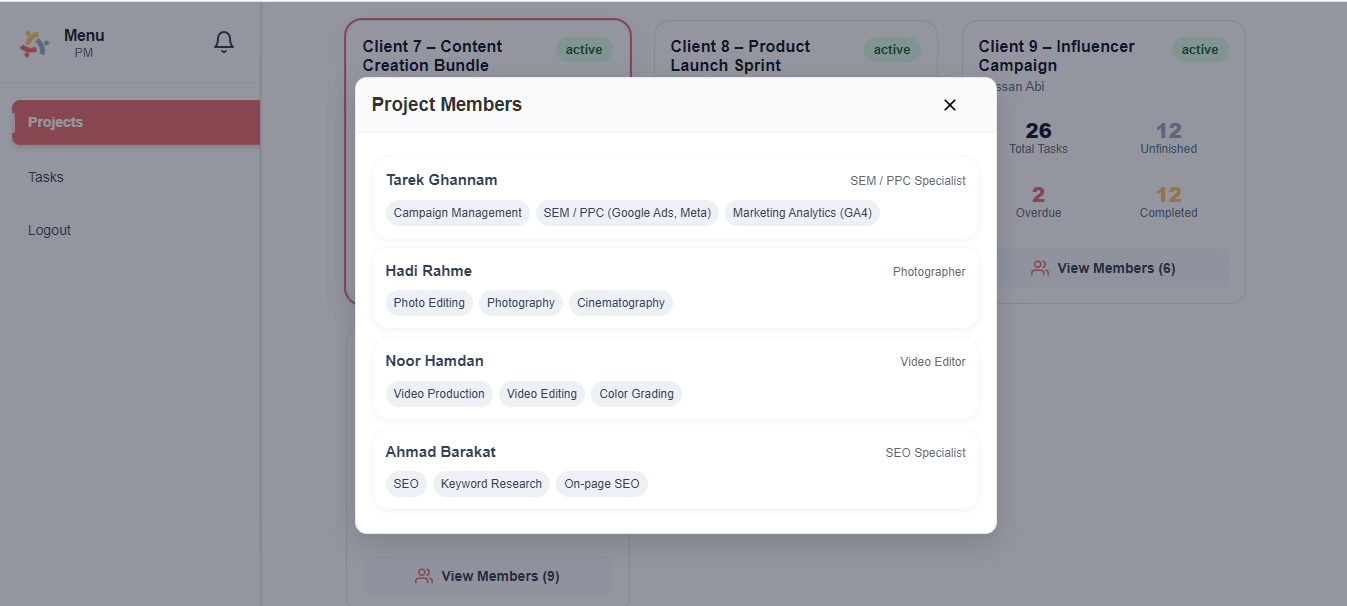 Menu
PM
Projects
Tasks
Logout
Client 7 – Content
Creation Bundle
active
Client 8 – Product
Launch Sprint
active
Client 9 – Influencer
Campaign
active
ssan Abi
26
Total Tasks
12
Unfinished
2
Overdue
12
Completed
View Members (6)
Project Members
Tarek Ghannam
SEM / PPC Specialist
Campaign Management
SEM / PPC (Google Ads, Meta)
Marketing Analytics (GA4)
Hadi Rahme
Photographer
Photo Editing
Photography
Cinematography
Noor Hamdan
Video Editor
Video Production
Video Editing
Color Grading
Ahmad Barakat
SEO Specialist
SEO
Keyword Research
On-page SEO
View Members (9)